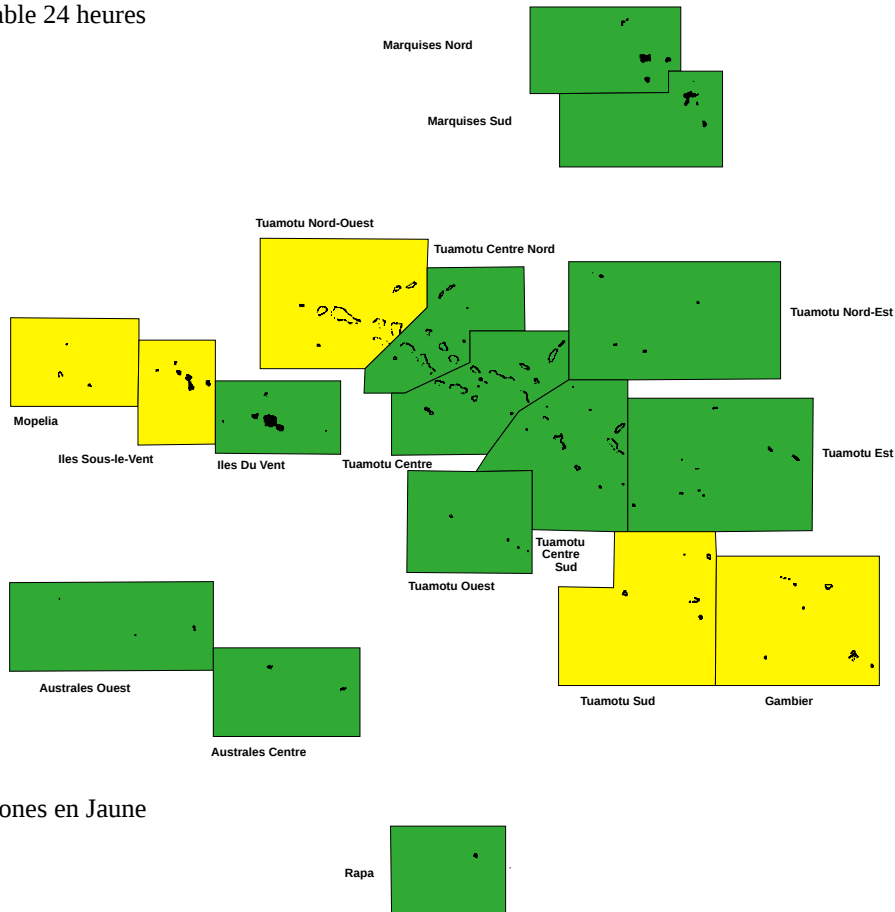 able 24 heures
Marquises Nord
Marquises Sud
Tuamotu Nord-Ouest
Tuamotu Centre Nord
Tuamotu Nord-Est
Mopelia
Iles Sous-le-Vent
Iles Du Vent
Tuamotu Centre
Tuamotu Est
Tuamotu
Centre
Sud
Tuamotu Ouest
Australes Ouest
Tuamotu Sud
Gambier
Australes Centre
ones en Jaune
Rapa